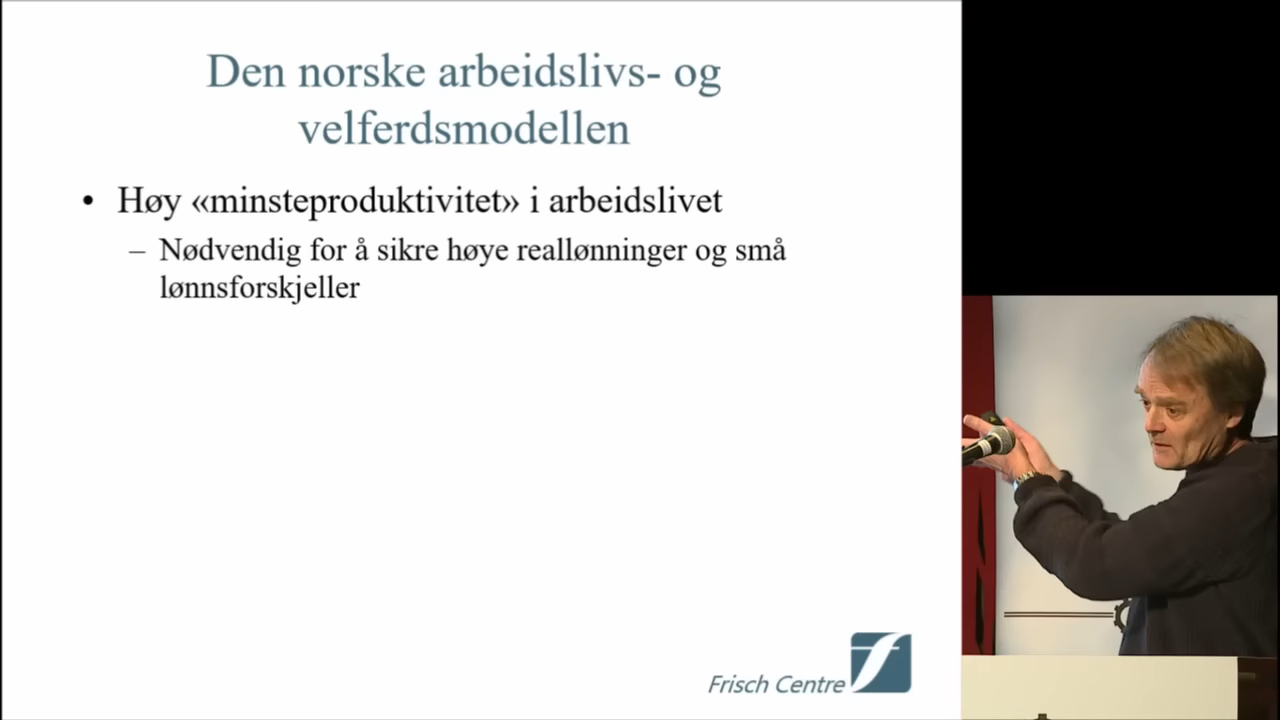 Den norske arbeidslivs- og
velferdsmodellen
• Høy «minsteproduktivitet» i arbeidslivet
– Nødvendig for å sikre høye reallønninger og små
lønnsforskjeller
Frisch Centre